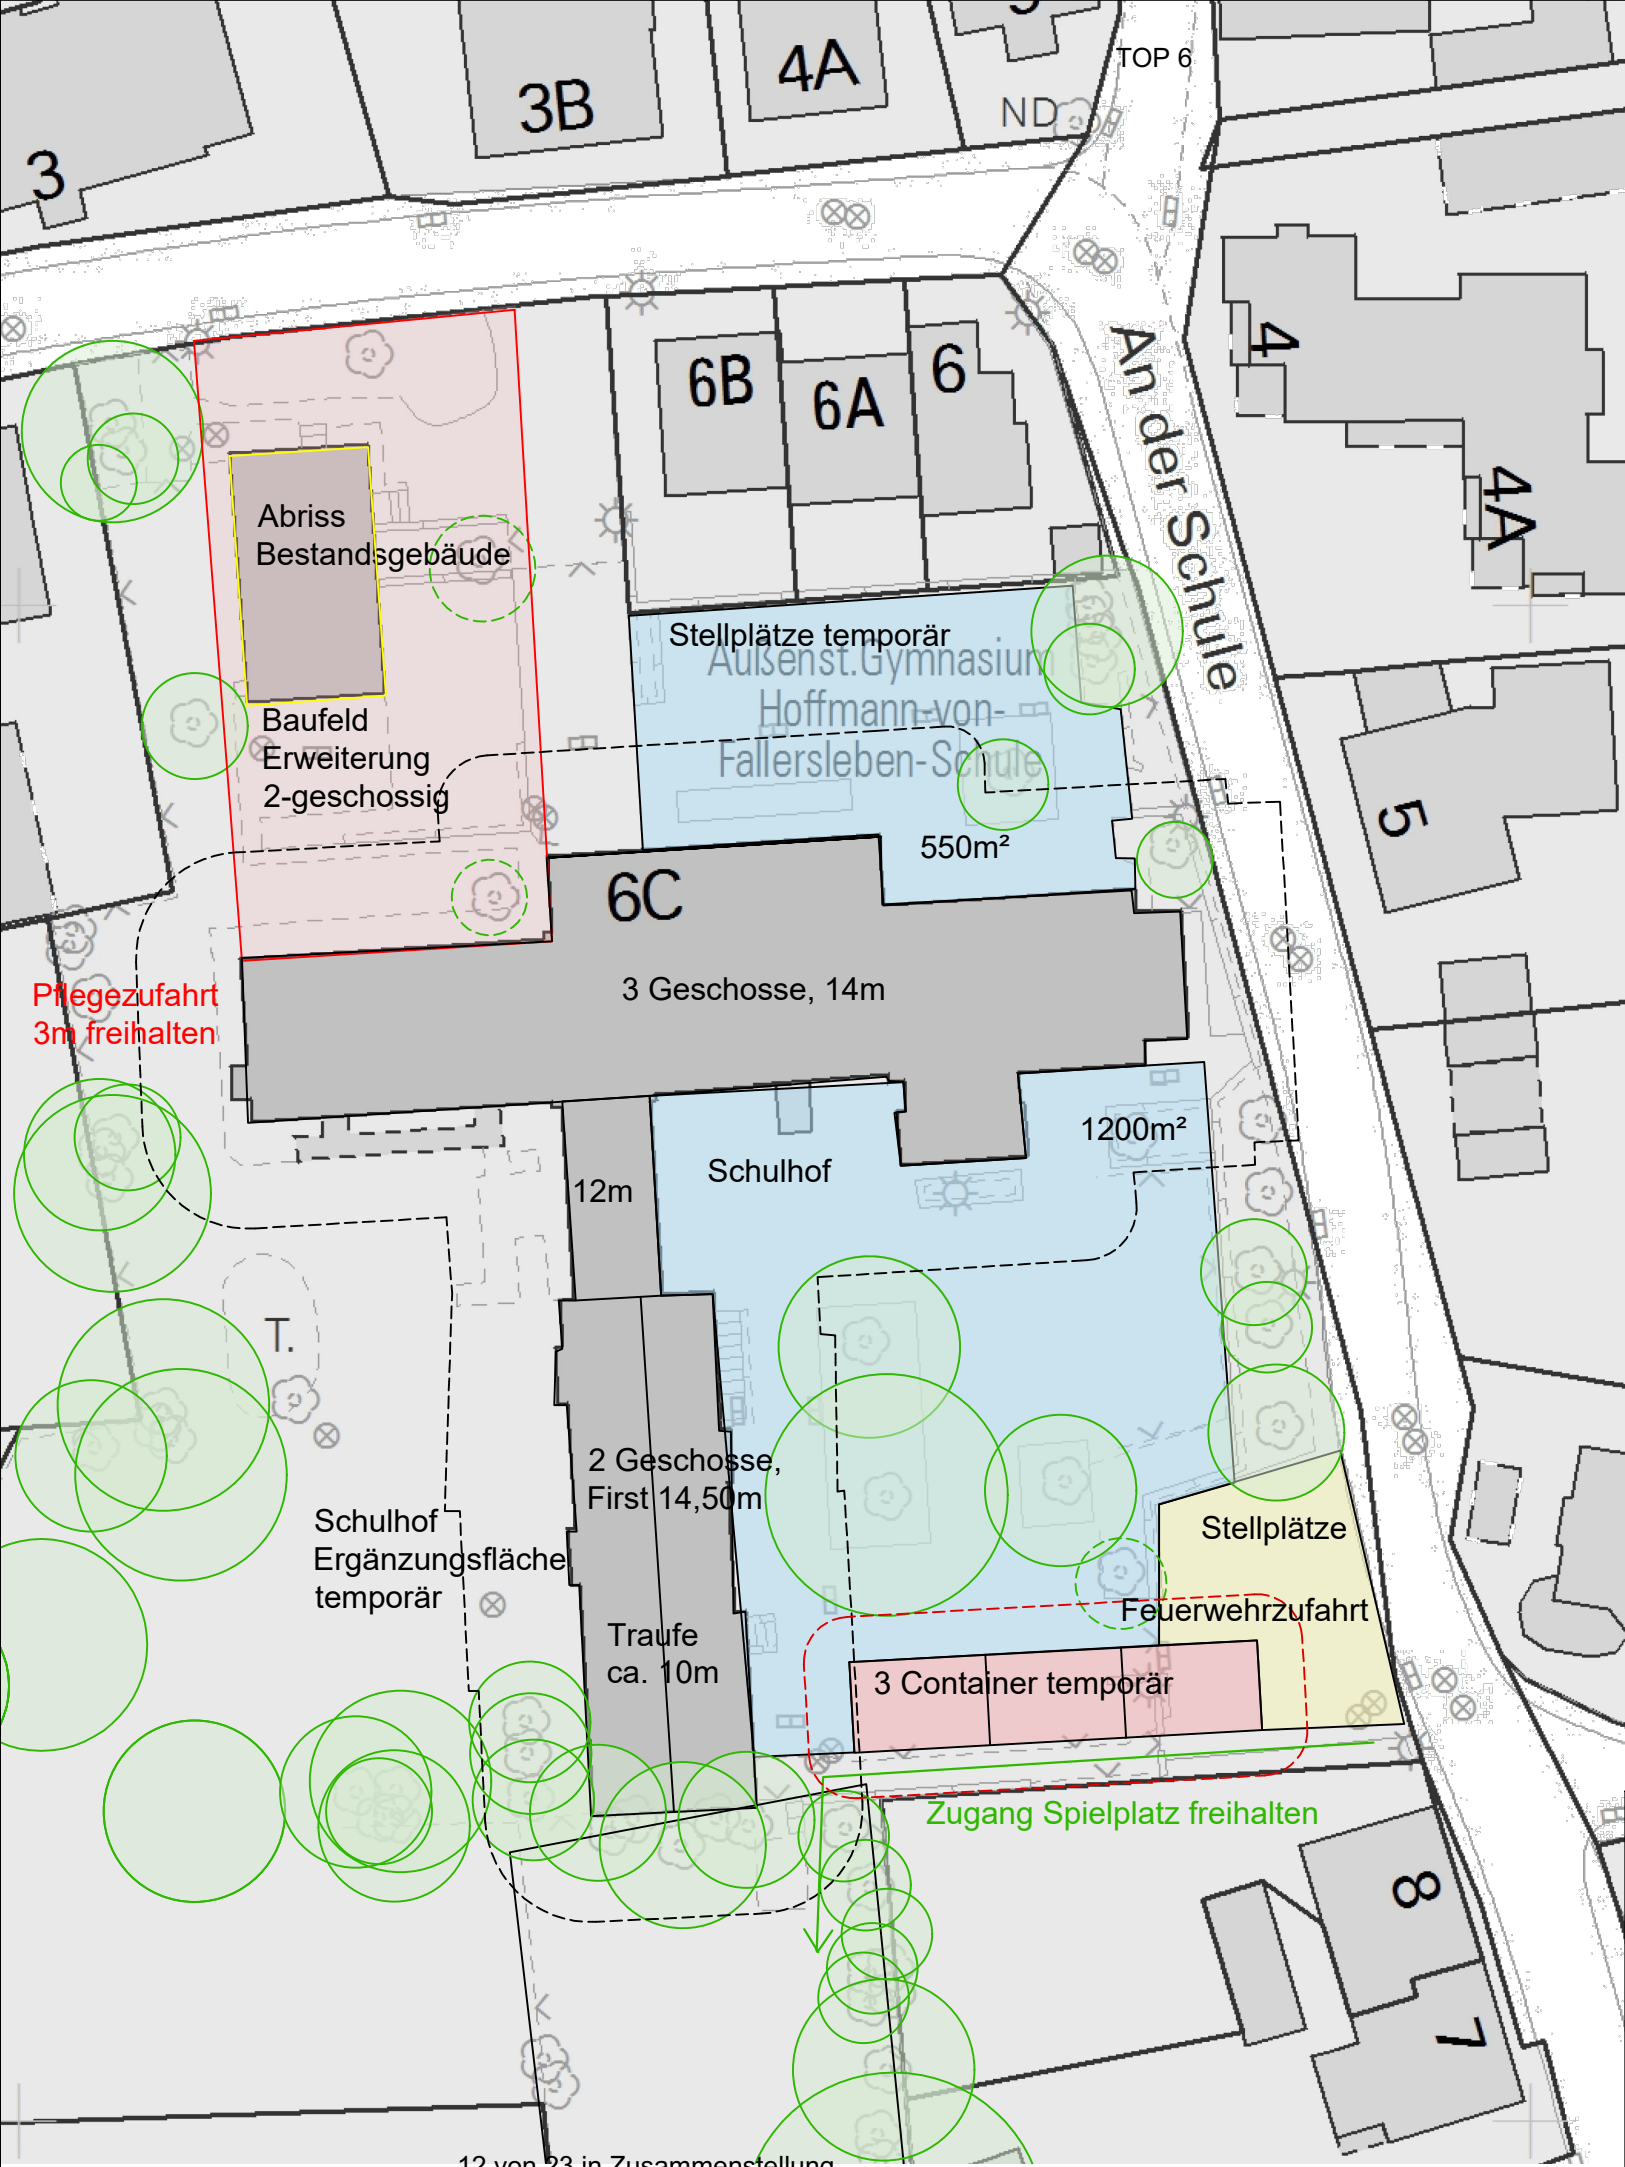 TOP 6
4A
3B
ND
3
4
6B
6A
6
An der Schule
4A
Abriss
Bestandsgebäude
Stellplätze temporär
Außenst.Gymnasium
Hoffmann-von-
Fallersleben-Schule
Baufeld
Erweiterung
2-geschossig
5
550m²
6C
3 Geschosse, 14m
Pflegezufahrt
3m freihalten
1200m²
Schulhof
12m
T.
2 Geschosse,
First 14,50m
Schulhof
Ergänzungsfläche
temporär
Stellplätze
Feuerwehrzufahrt
Traufe
ca. 10m
3 Container temporär
Zugang Spielplatz freihalten
8
7
12 von 23 in Zusammenstellung